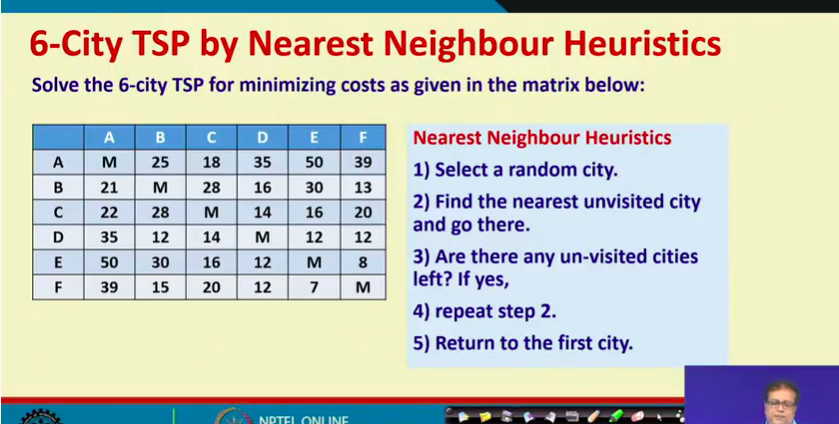 6-City TSP by Nearest Neighbour Heuristics
Solve the 6-city TSP for minimizing costs as given in the matrix below:
A B C D E F
A M 25 18 35 50 39
B 21 M 28 16 30 13
C 22 28 M 14 16 20
D 35 12 14 M 12 12
E 50 30 16 12 M 8
F 39 15 20 12 7 M
Nearest Neighbour Heuristics
1) Select a random city.
2) Find the nearest unvisited city
and go there.
3) Are there any un-visited cities
left? If yes,
4) repeat step 2.
5) Return to the first city.
NPTEL ONLINE